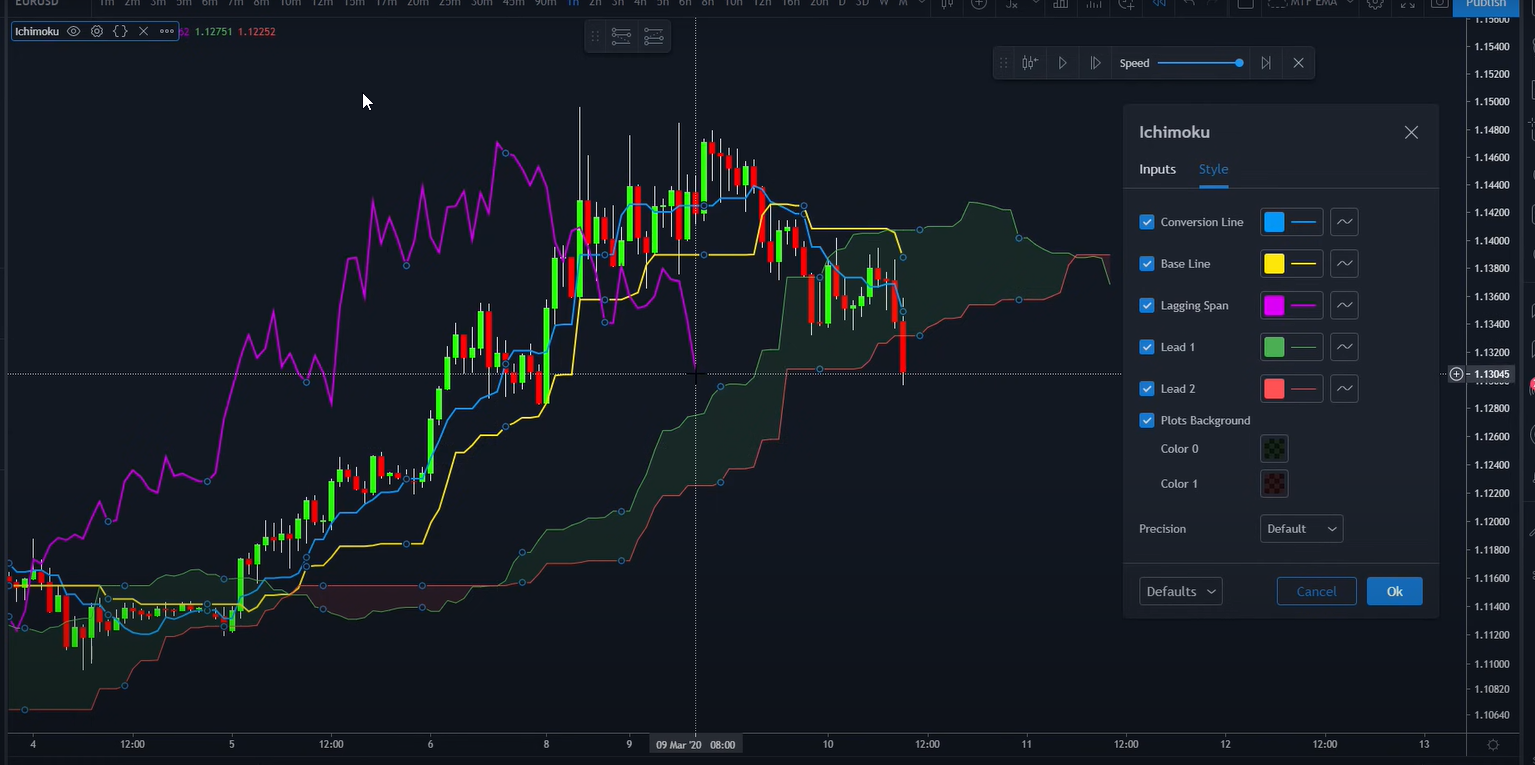 EURUSD 1m 2m 3m 5m 6m 7m 8m 10m 12m 15m 17m 20m 25m 30m 45m 90m 1h 2h 3h 4h 5h 6h 8h 10h 12h 16h 20h D 3D W M MTF EMA Publish
Ichimoku 62 1.12751 1.12252
Speed
Ichimoku
Inputs Style
Conversion Line
Base Line
Lagging Span
Lead 1
Lead 2
Plots Background
Color 0
Color 1
Precision Default
Defaults Cancel Ok
1.15600
1.15400
1.15200
1.15000
1.14800
1.14600
1.14400
1.14200
1.14000
1.13800
1.13600
1.13400
1.13200
1.13045
1.12800
1.12600
1.12400
1.12200
1.12000
1.11800
1.11600
1.11400
1.11200
1.11000
1.10820
1.10640
4 12:00 5 12:00 6 8 9 09 Mar '20 08:00 10 12:00 11 12:00 12 12:00 13